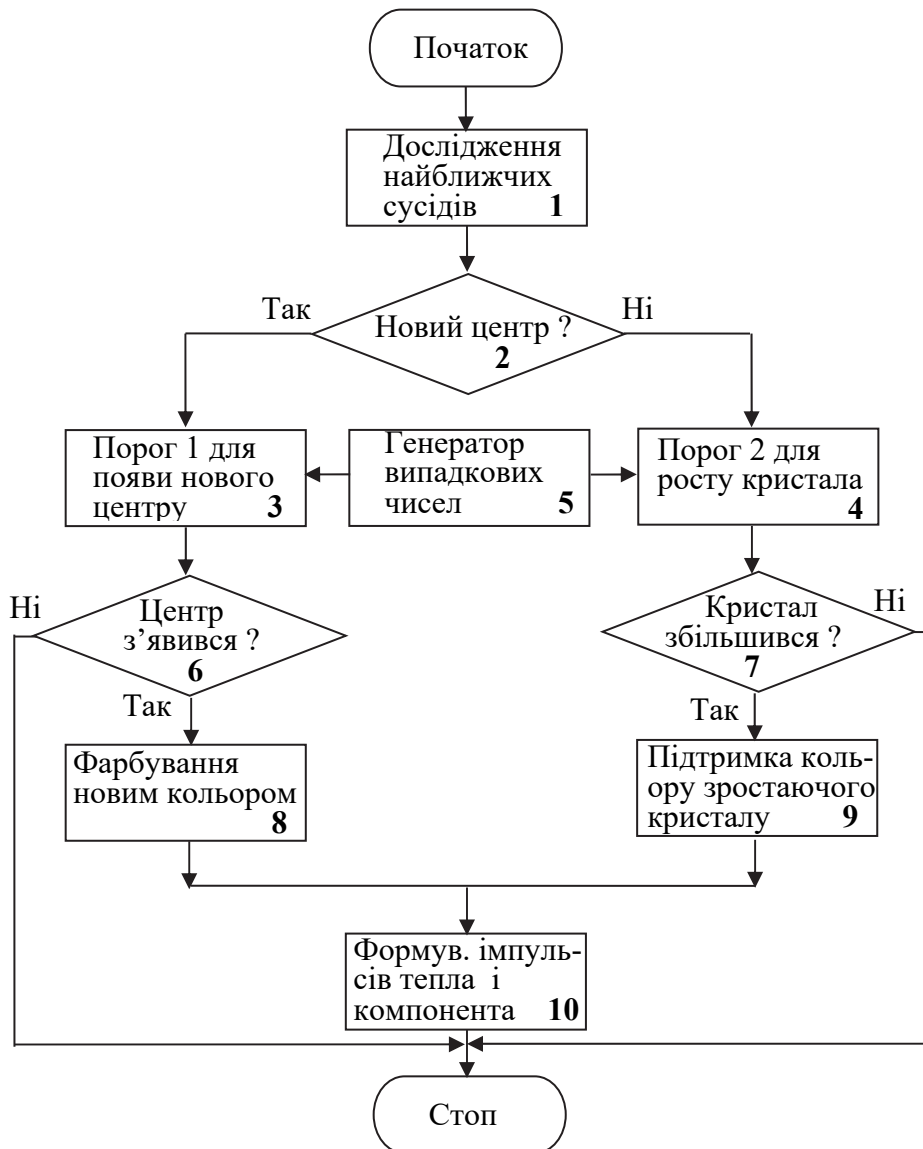 Початок
Дослідження
найближчих
сусідів 1
Так
Ні
Новий центр ?
2
Порог 1 для
появи нового
центру 3
Генератор
випадкових
чисел 5
Порог 2 для
росту кристала
4
Ні
Центр
з’явився ?
6
Кристал
збільшився ?
7
Ні
Так
Так
Фарбування
новим кольором
8
Підтримка коль-
ору зростаючого
кристалу 9
Формув. імпуль-
сів тепла і
компонента 10
Стоп